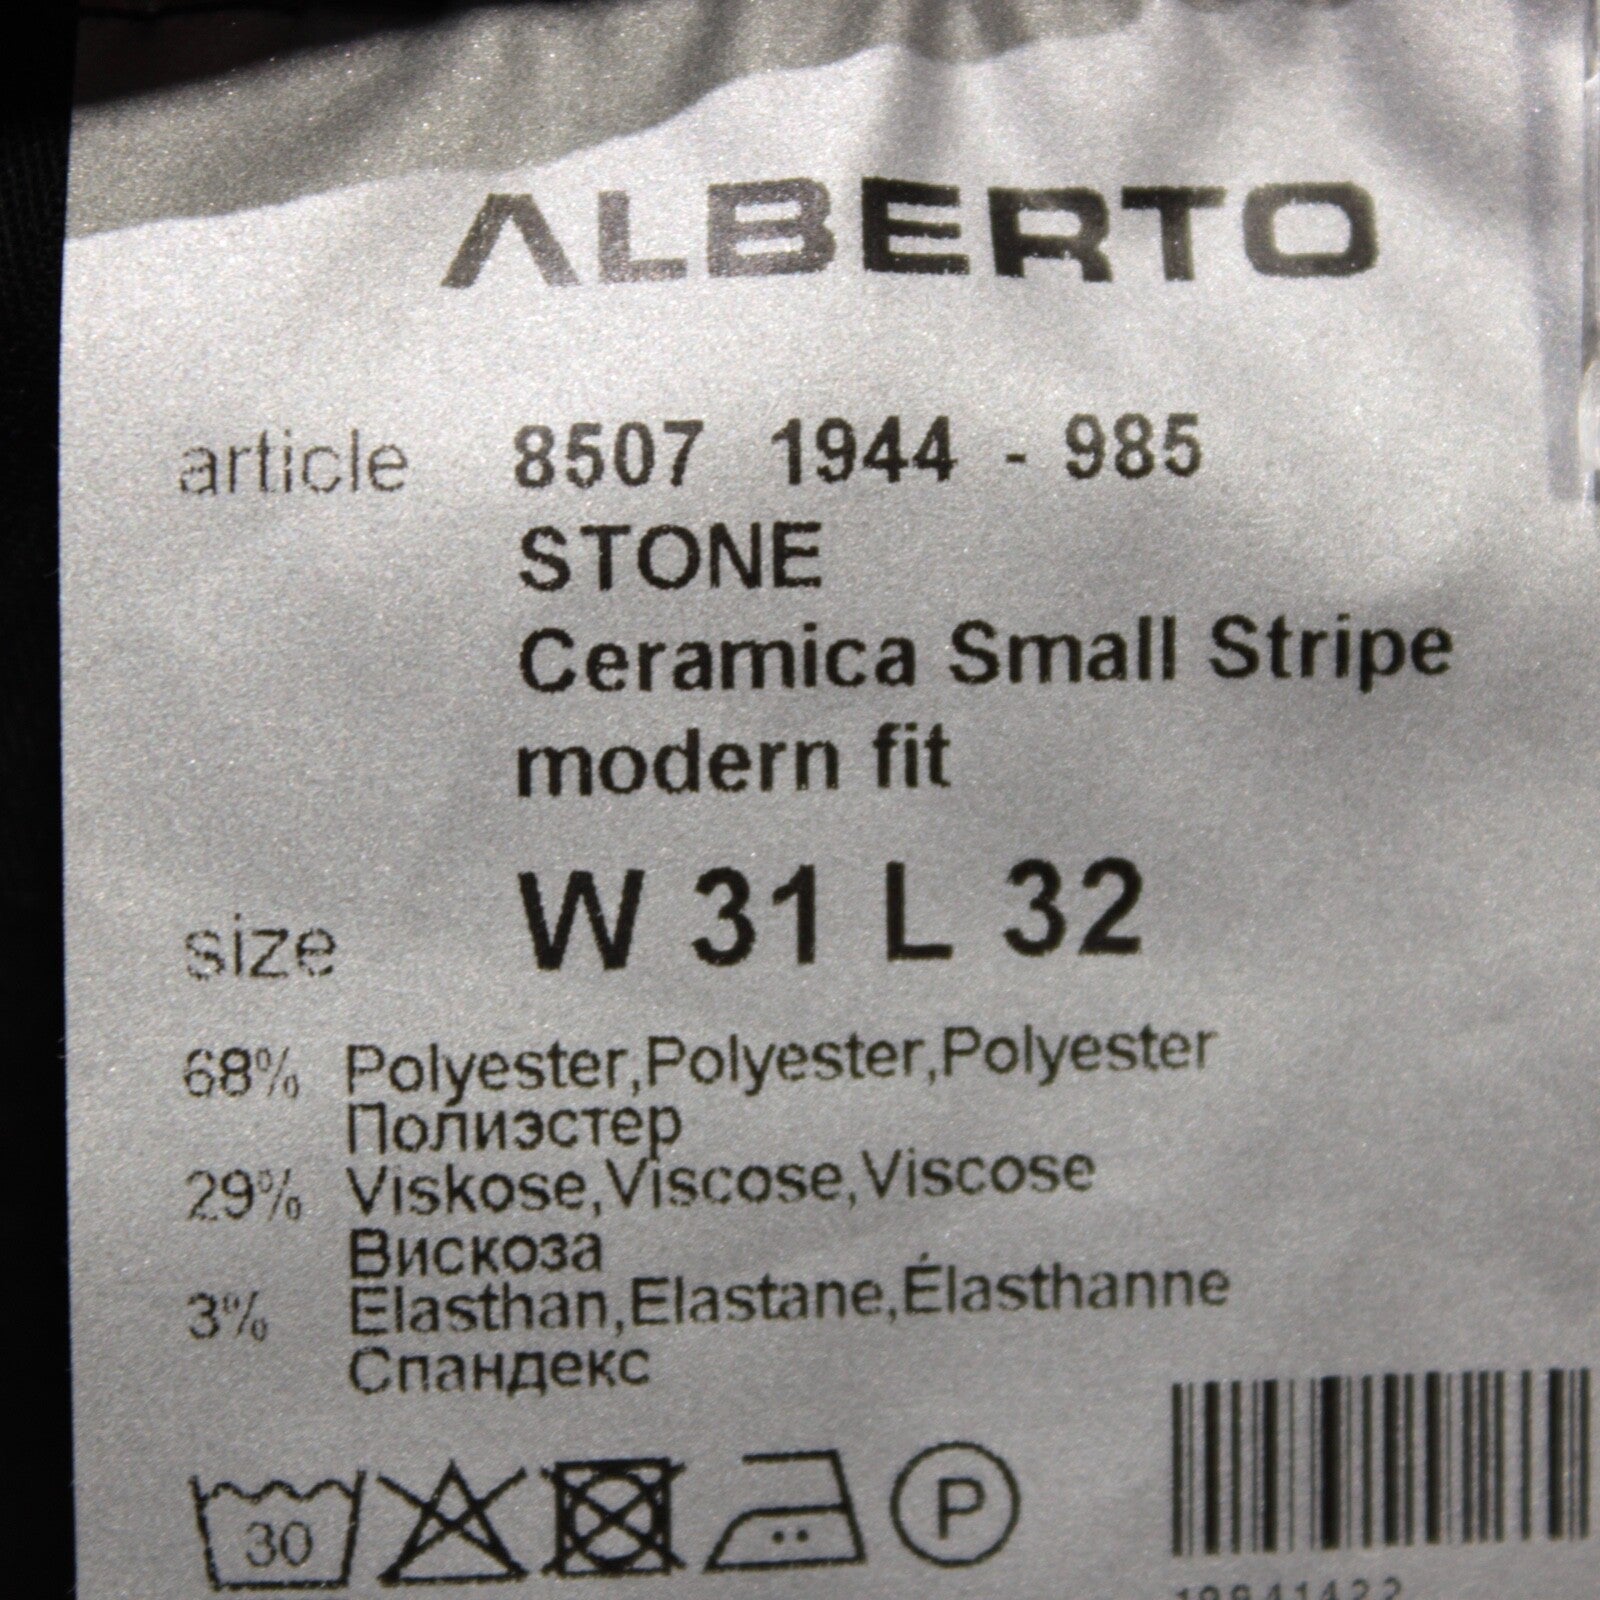 ALBERTO
article 8507 1944 - 985
STONE
Ceramica Small Stripe
modern fit
size W 31 L 32
68% Polyester,Polyester,Polyester
Полиэстер
29% Viskose,Viscose,Viscose
Вискоза
3% Elasthan,Elastane,Élasthanne
Спандекс
30
P